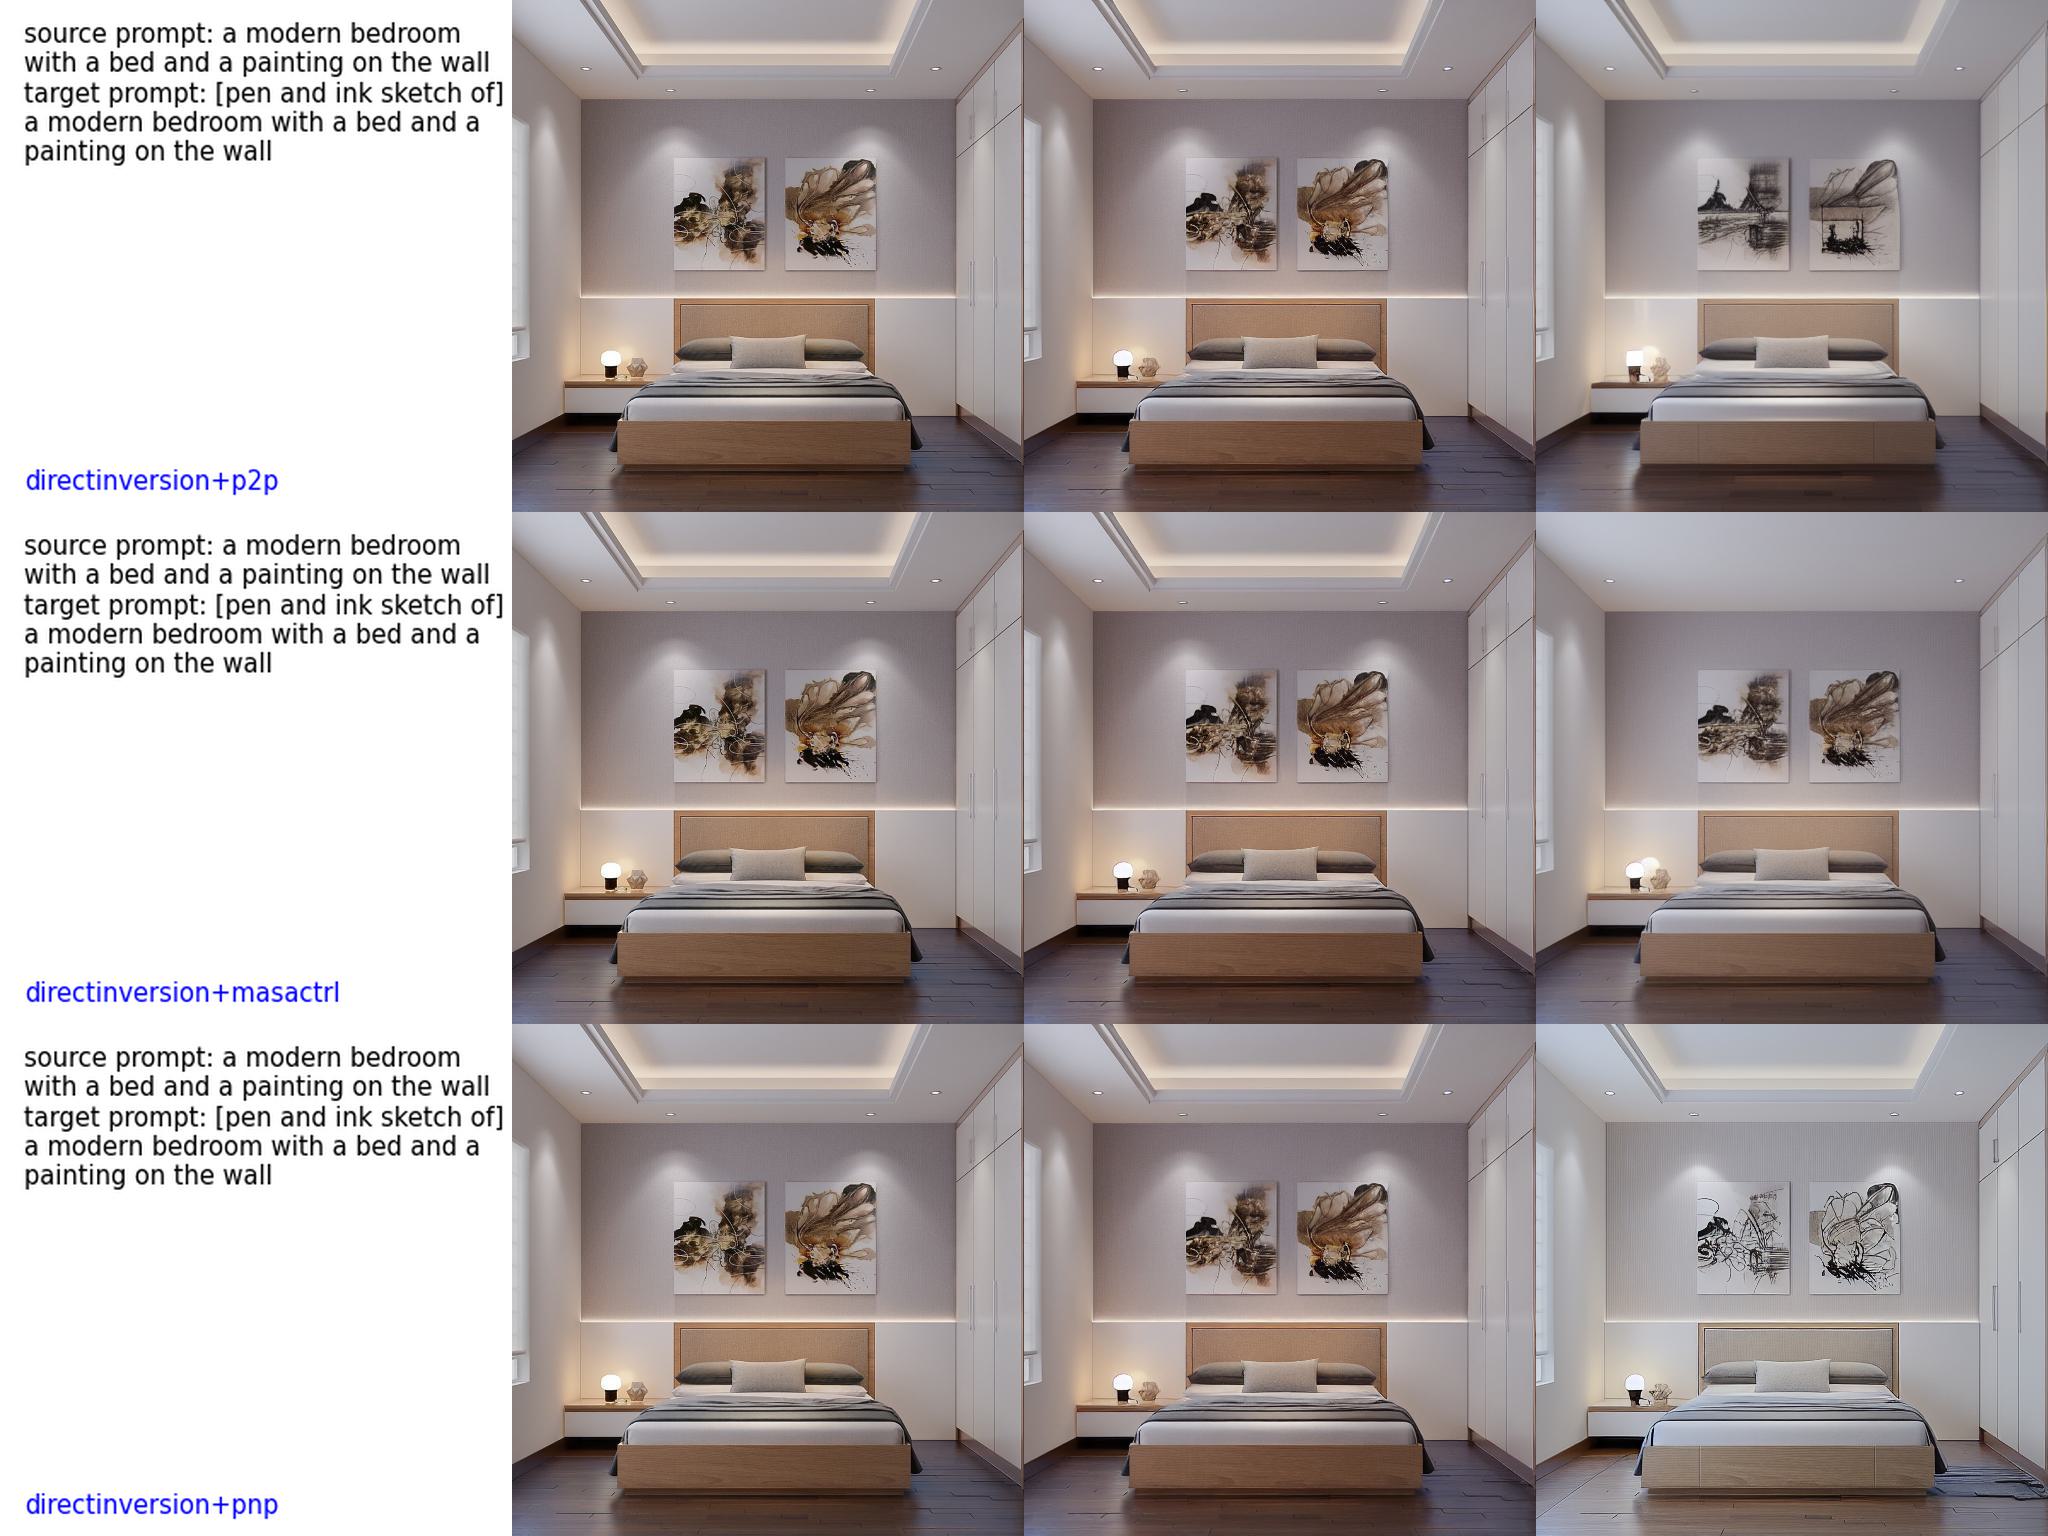 source prompt: a modern bedroom
with a bed and a painting on the wall
target prompt: [pen and ink sketch of]
a modern bedroom with a bed and a
painting on the wall
directinversion+p2p
source prompt: a modern bedroom
with a bed and a painting on the wall
target prompt: [pen and ink sketch of]
a modern bedroom with a bed and a
painting on the wall
directinversion+masactrl
source prompt: a modern bedroom
with a bed and a painting on the wall
target prompt: [pen and ink sketch of]
a modern bedroom with a bed and a
painting on the wall
directinversion+pnp